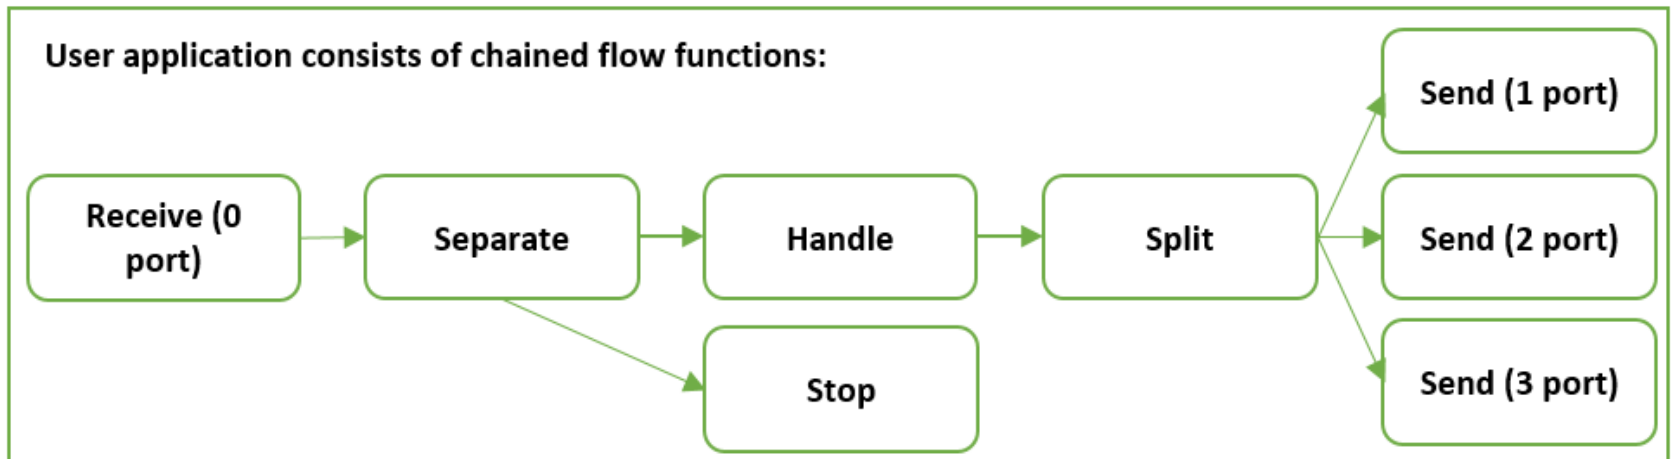 User application consists of chained flow functions:
Receive (0
port)
Separate
Handle
Split
Stop
Send (1 port)
Send (2 port)
Send (3 port)